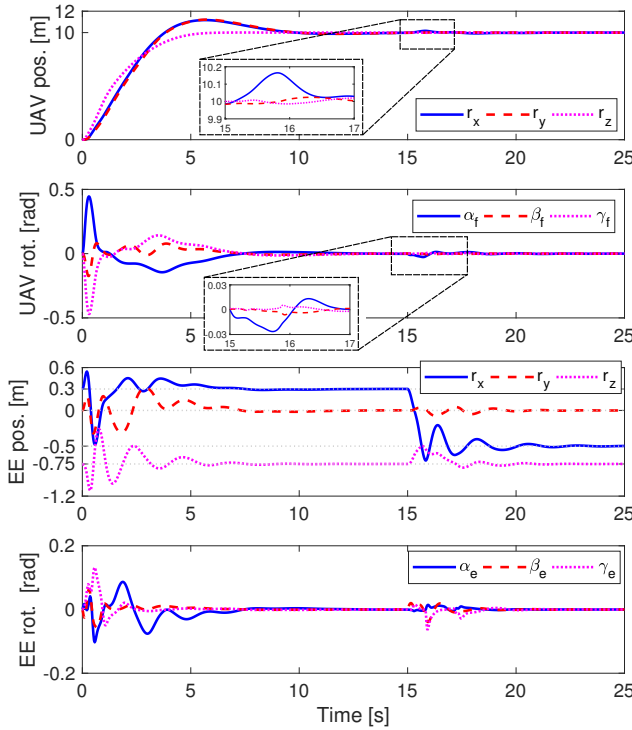 UAV pos. [m]
10
0
10.2
10.1
10
9.9
15 16 17
r_x r_y r_z
0 5 10 15 20 25
UAV rot. [rad]
0.5
0
-0.5
α_f β_f γ_f
0.03
0
-0.03
15 16 17
0 5 10 15 20 25
EE pos. [m]
0.6
0.3
0
-0.5
-0.75
-1.2
r_x r_y r_z
0 5 10 15 20 25
EE rot. [rad]
0.2
0
-0.2
α_e β_e γ_e
0 5 10 15 20 25
Time [s]